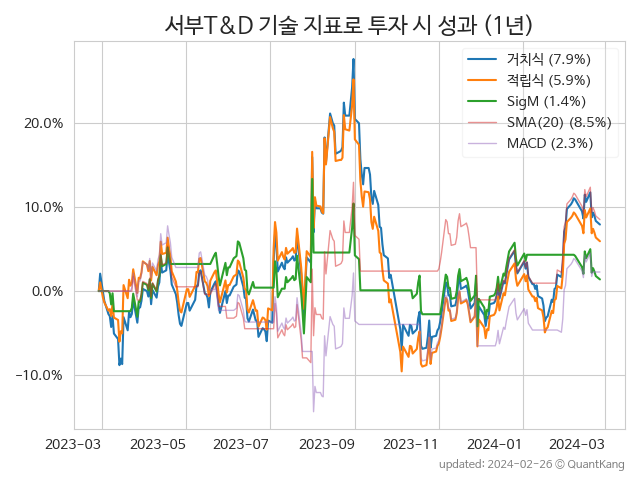 서부T&D 기술 지표로 투자 시 성과 (1년)
거치식 (7.9%)
적립식 (5.9%)
SigM (1.4%)
SMA(20) (8.5%)
MACD (2.3%)
20.0%
10.0%
0.0%
−10.0%
2023-03 2023-05 2023-07 2023-09 2023-11 2024-01 2024-03
updated: 2024-02-26 © QuantKang